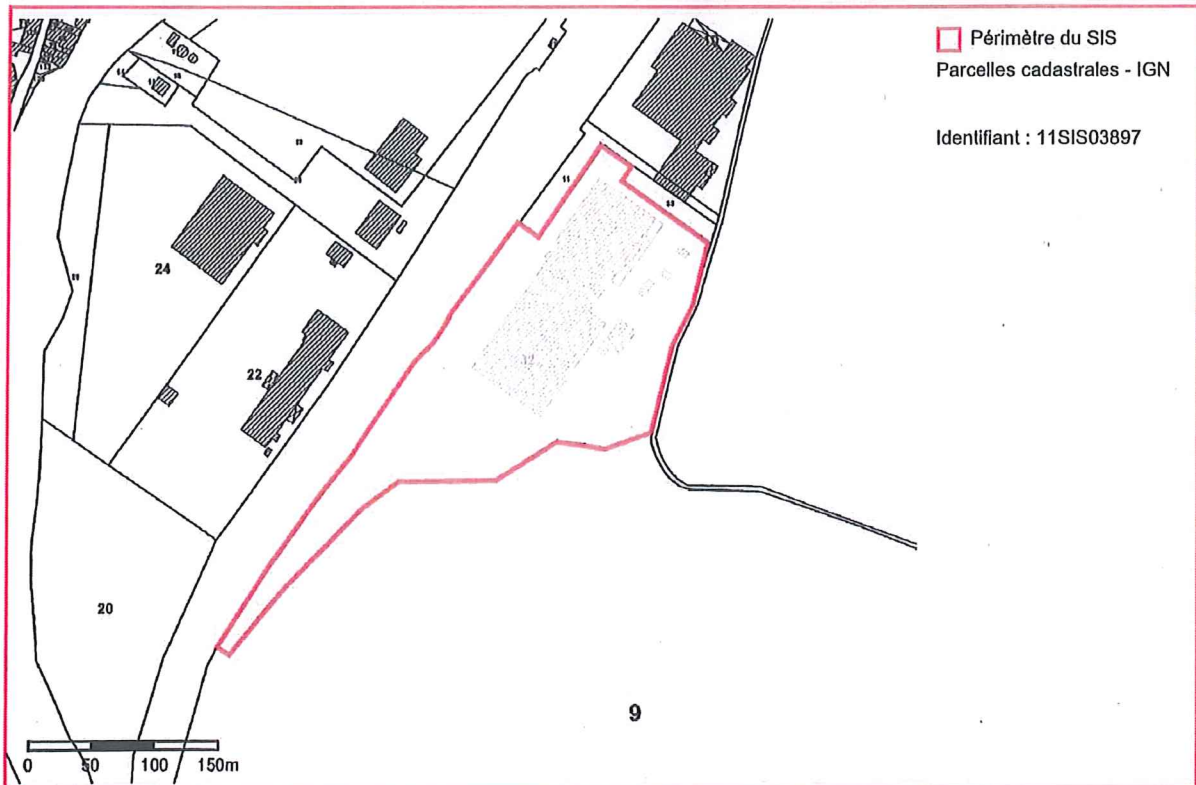 Périmètre du SIS
Parcelles cadastrales - IGN
Identifiant : 11SIS03897
24
22
20
9
0 50 100 150m